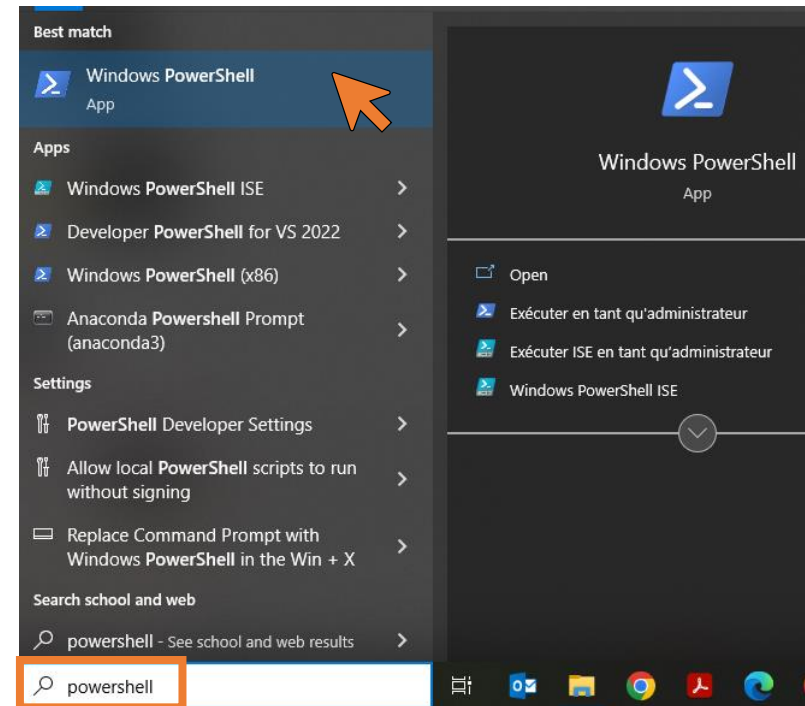 Best match
Windows PowerShell
App
Apps
Windows PowerShell ISE
Developer PowerShell for VS 2022
Windows PowerShell (x86)
Anaconda Powershell Prompt
(anaconda3)
Settings
PowerShell Developer Settings
Allow local PowerShell scripts to run
without signing
Replace Command Prompt with
Windows PowerShell in the Win + X
Search school and web
powershell - See school and web results
powershell
Windows PowerShell
App
Open
Exécuter en tant qu'administrateur
Exécuter ISE en tant qu'administrateur
Windows PowerShell ISE